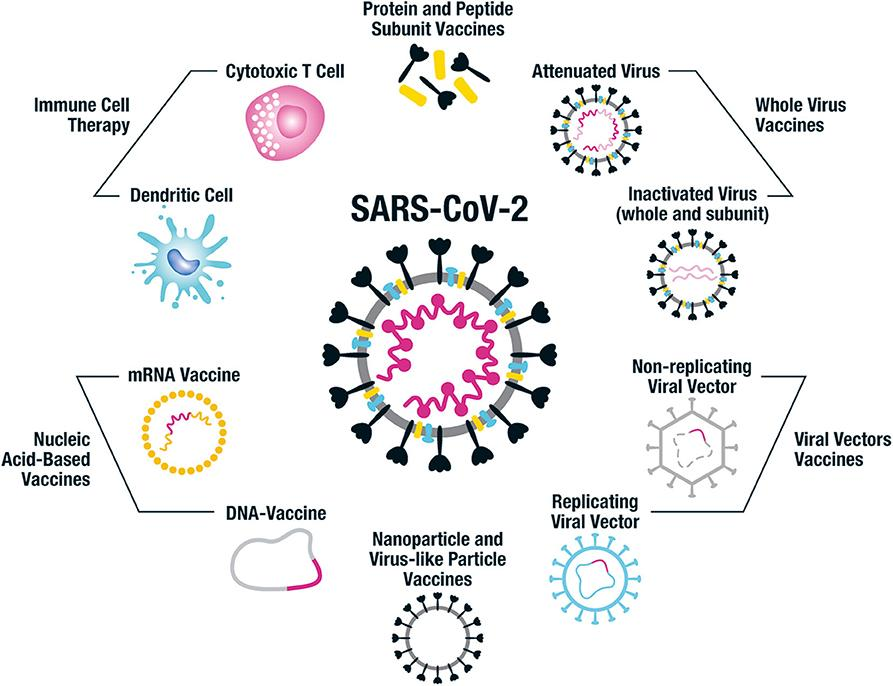 Protein and Peptide
Subunit Vaccines
Cytotoxic T Cell
Attenuated Virus
Immune Cell
Therapy
Whole Virus
Vaccines
Dendritic Cell
Inactivated Virus
(whole and subunit)
SARS-CoV-2
mRNA Vaccine
Non-replicating
Viral Vector
Nucleic
Acid-Based
Vaccines
Viral Vectors
Vaccines
DNA-Vaccine
Replicating
Viral Vector
Nanoparticle and
Virus-like Particle
Vaccines